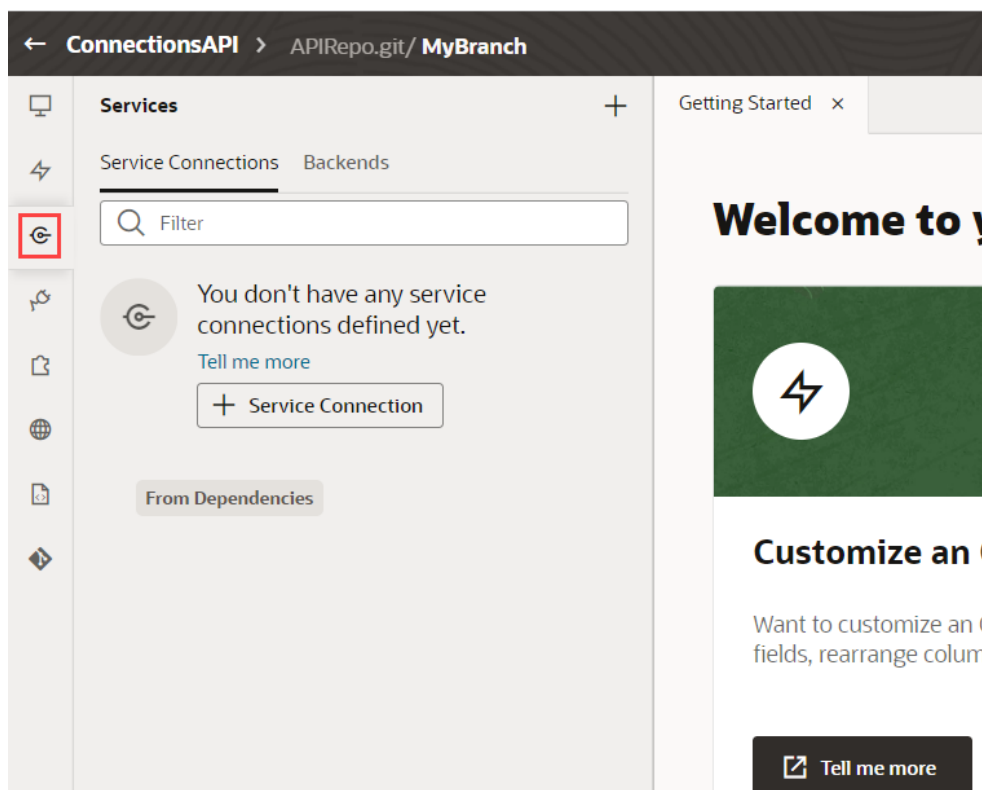 ConnectionsAPI > APIRepo.git/ MyBranch
Services
Getting Started
Service Connections Backends
Filter
You don't have any service
connections defined yet.
Tell me more
Service Connection
From Dependencies
Welcome to
Customize an
Want to customize an
fields, rearrange
Tell me more